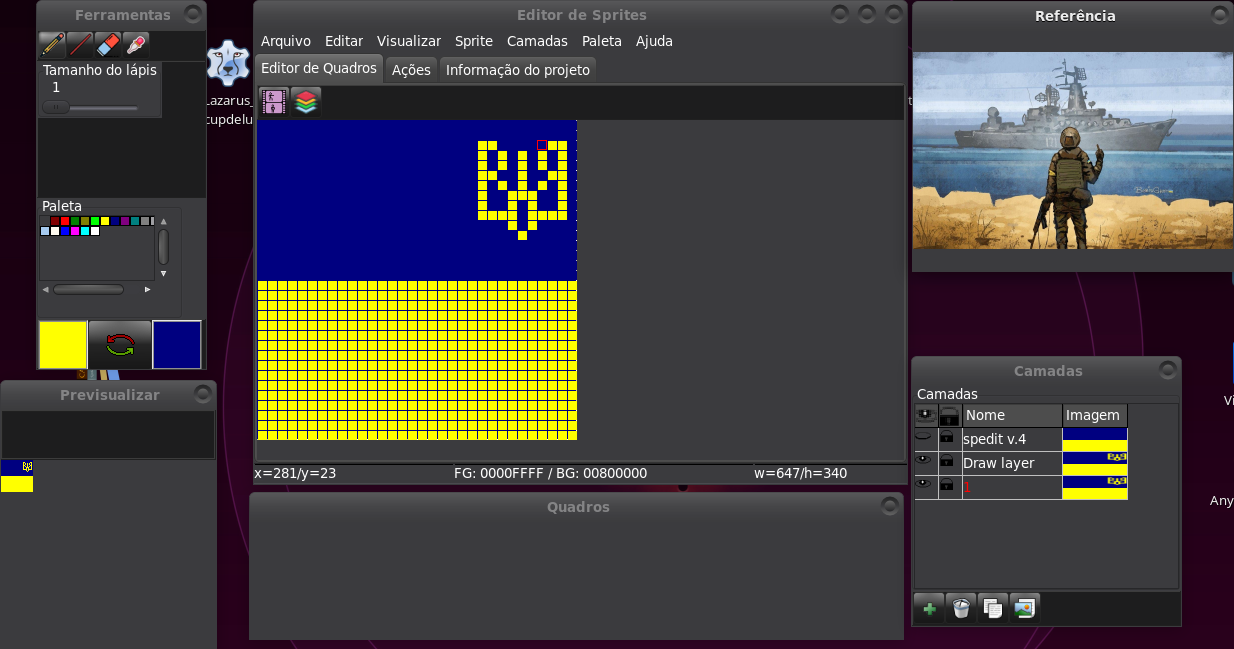 Ferramentas
Tamanho do lápis
1
Paleta
Previsualizar
Lazarus_
cupdelu
Editor de Sprites
Arquivo Editar Visualizar Sprite Camadas Paleta Ajuda
Editor de Quadros Ações Informação do projeto
x=281/y=23 FG: 0000FFFF / BG: 00800000 w=647/h=340
Quadros
Referência
Camadas
Camadas
Nome Imagem
spedit v.4
Draw layer
1
Vi
Any